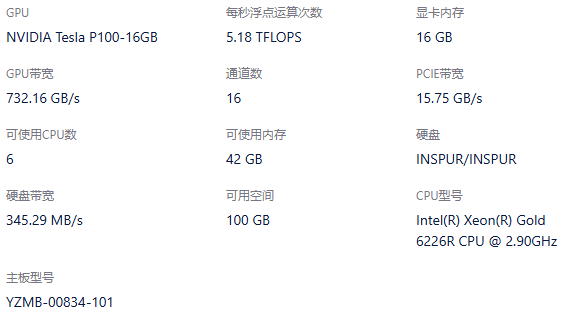 GPU
每秒浮点运算次数
显卡内存
NVIDIA Tesla P100-16GB
5.18 TFLOPS
16 GB
GPU带宽
通道数
PCIE带宽
732.16 GB/s
16
15.75 GB/s
可使用CPU数
可使用内存
硬盘
6
42 GB
INSPUR/INSPUR
硬盘带宽
可用空间
CPU型号
345.29 MB/s
100 GB
Intel(R) Xeon(R) Gold
6226R CPU @ 2.90GHz
主板型号
YZMB-00834-101